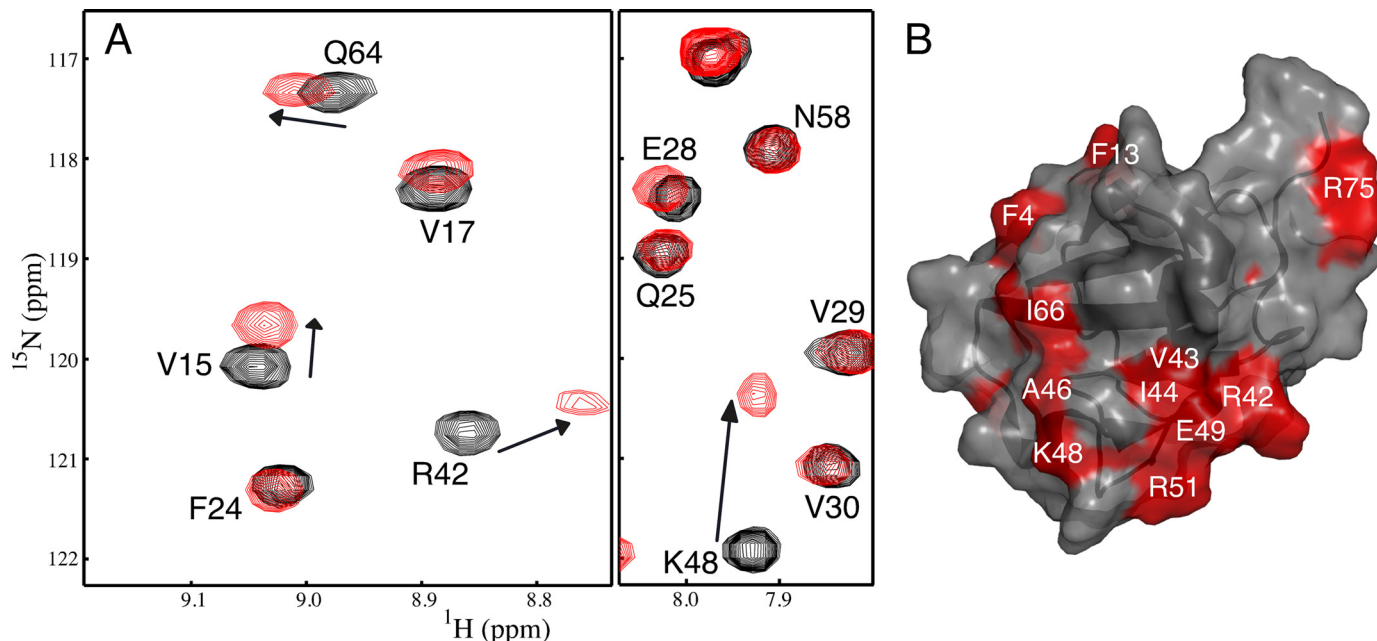 A
B
117
118
119
120
121
122
¹⁵N (ppm)
Q64
V17
V15
R42
F24
9.1
9.0
8.9
8.8
¹H (ppm)
N58
E28
Q25
V29
V30
K48
8.0
7.9
F13
R75
F4
I66
V43
A46
I44
R42
E49
K48
R51